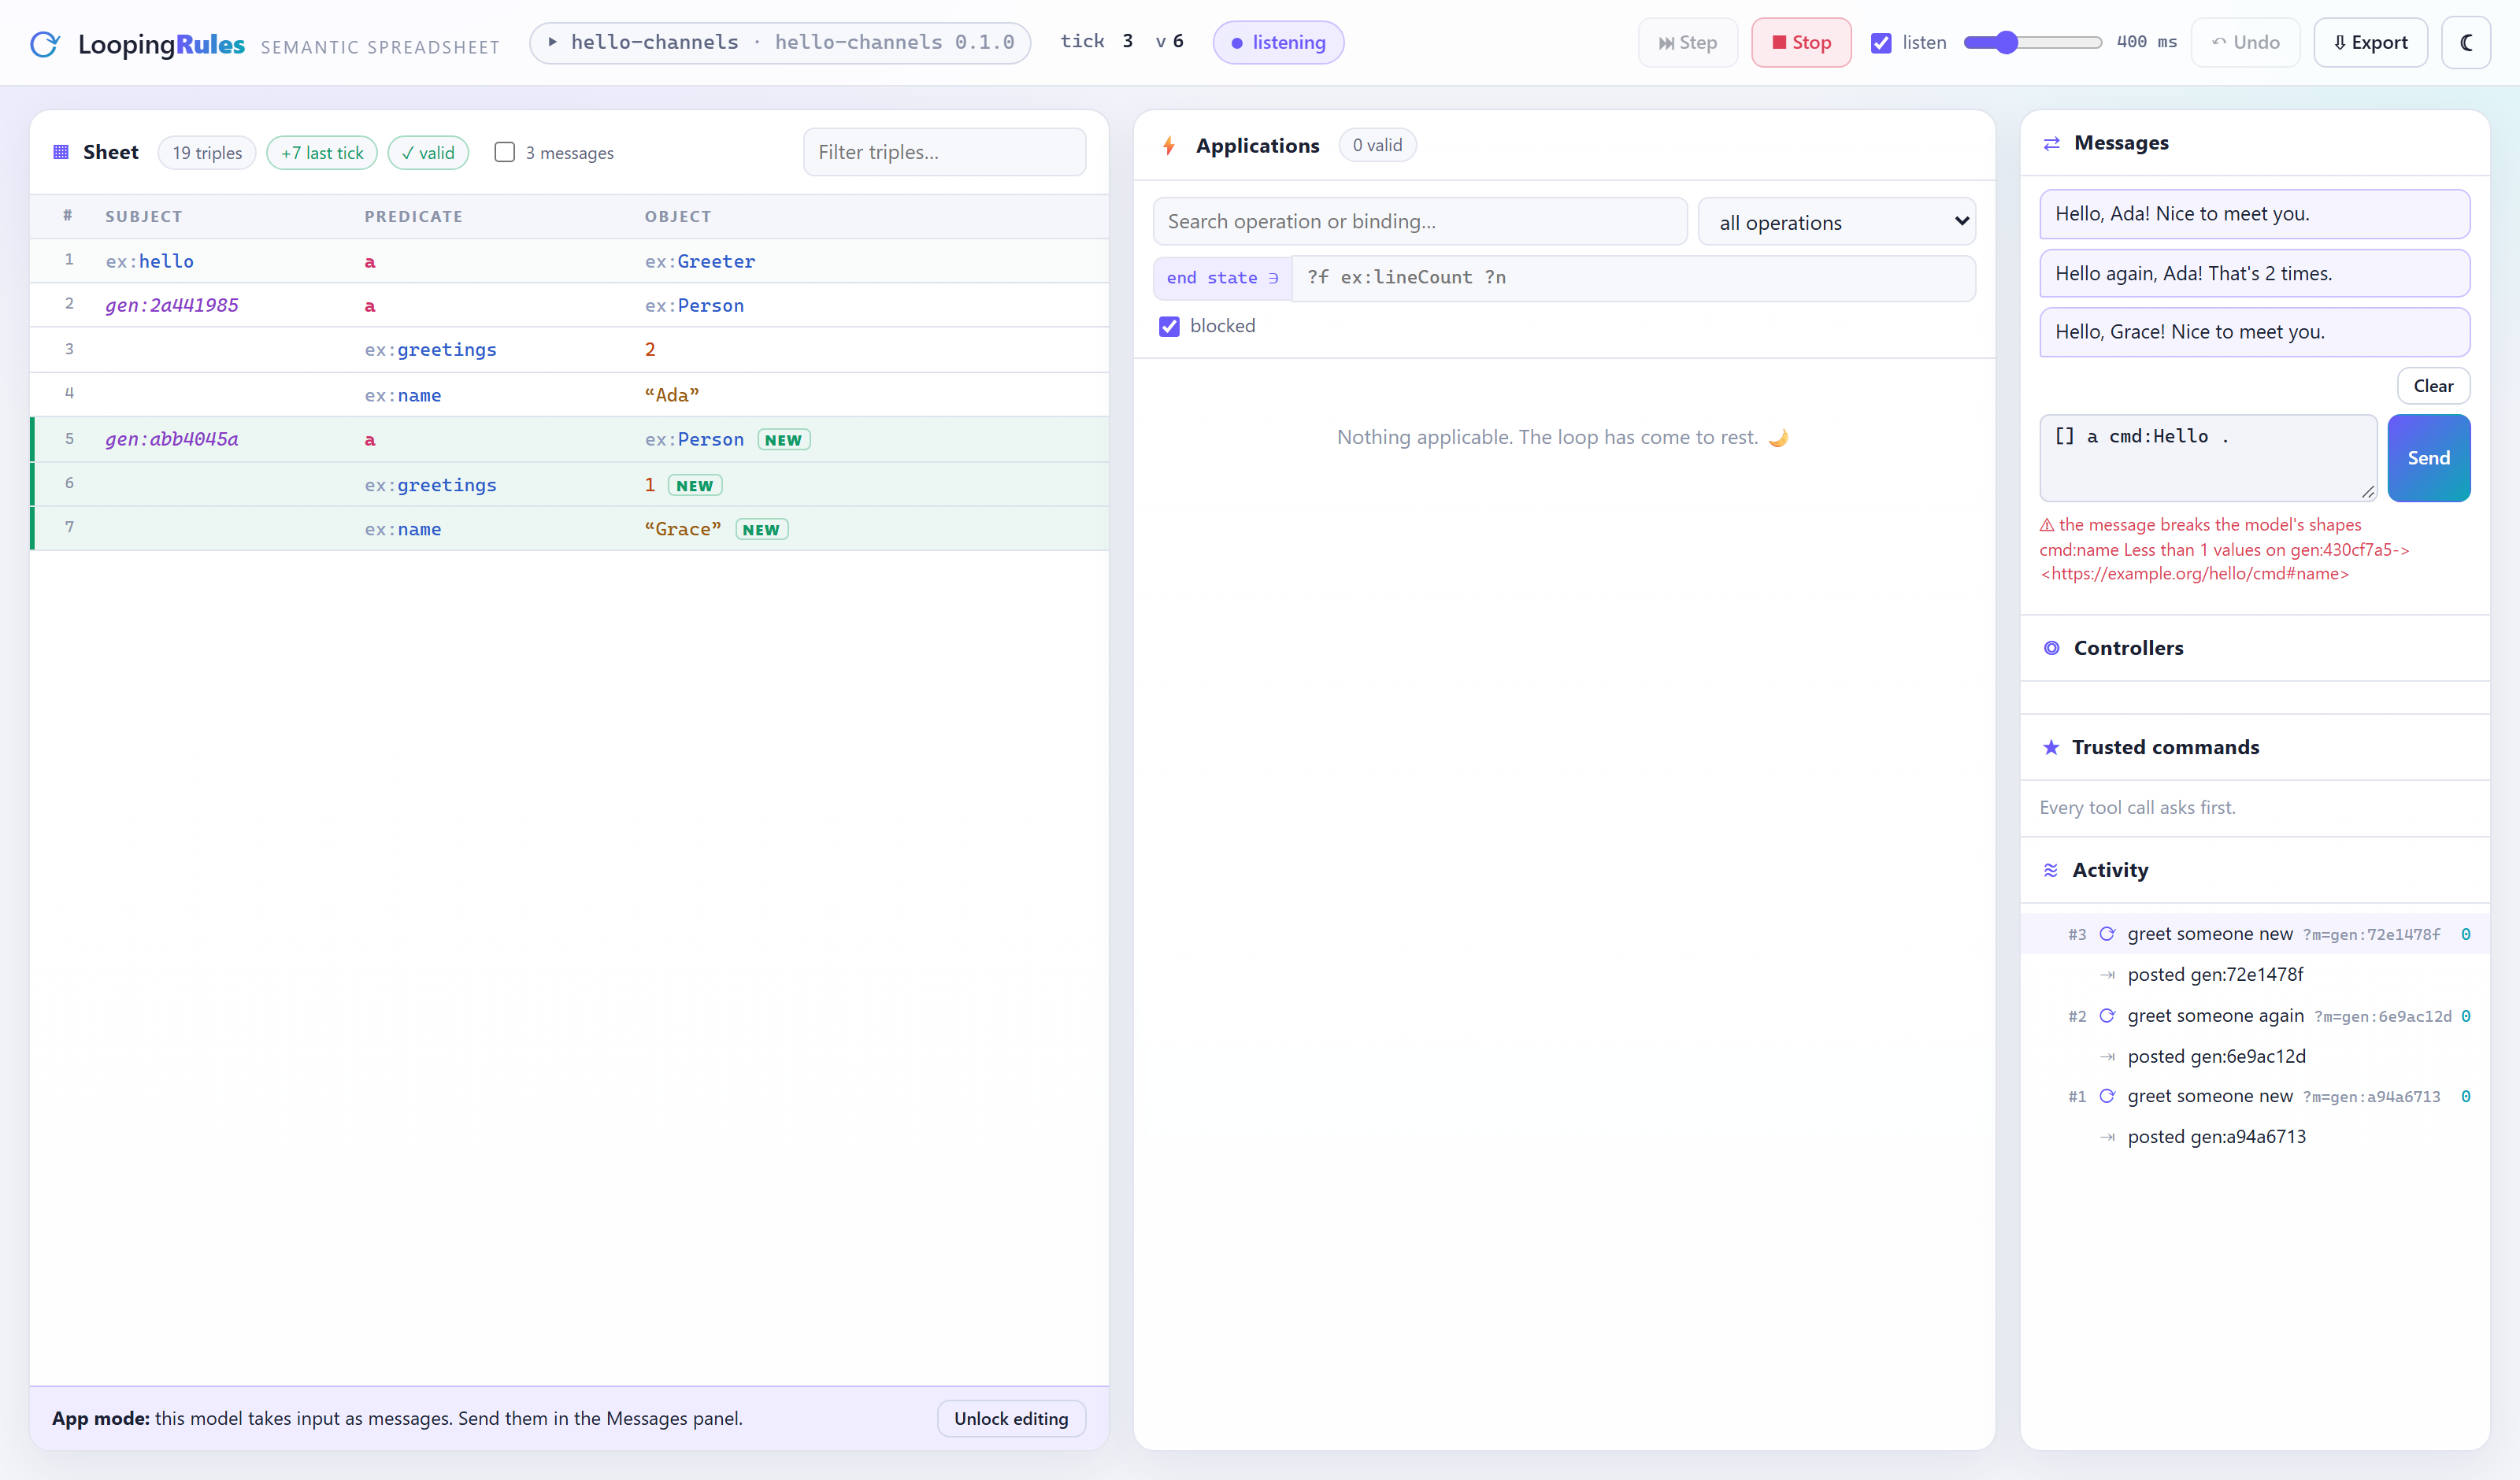 LoopingRules SEMANTIC SPREADSHEET
hello-channels · hello-channels 0.1.0
tick 3 v 6
listening
Step
Stop
listen
400 ms
Undo
Export
Sheet
19 triples
+7 last tick
✓ valid
3 messages
Filter triples...
# SUBJECT PREDICATE OBJECT
1 ex:hello a ex:Greeter
2 gen:2a441985 a ex:Person
3 ex:greetings 2
4 ex:name “Ada”
5 gen:abb4045a a ex:Person NEW
6 ex:greetings 1 NEW
7 ex:name “Grace” NEW
App mode: this model takes input as messages. Send them in the Messages panel.
Unlock editing
Applications
0 valid
Search operation or binding...
all operations
end state ∋ ?f ex:lineCount ?n
blocked
Nothing applicable. The loop has come to rest. 🌙
Messages
Hello, Ada! Nice to meet you.
Hello again, Ada! That's 2 times.
Hello, Grace! Nice to meet you.
Clear
[] a cmd:Hello .
Send
⚠ the message breaks the model's shapes
cmd:name Less than 1 values on gen:430cf7a5->
<https://example.org/hello/cmd#name>
Controllers
Trusted commands
Every tool call asks first.
Activity
#3 greet someone new ?m=gen:72e1478f 0
posted gen:72e1478f
#2 greet someone again ?m=gen:6e9ac12d 0
posted gen:6e9ac12d
#1 greet someone new ?m=gen:a94a6713 0
posted gen:a94a6713